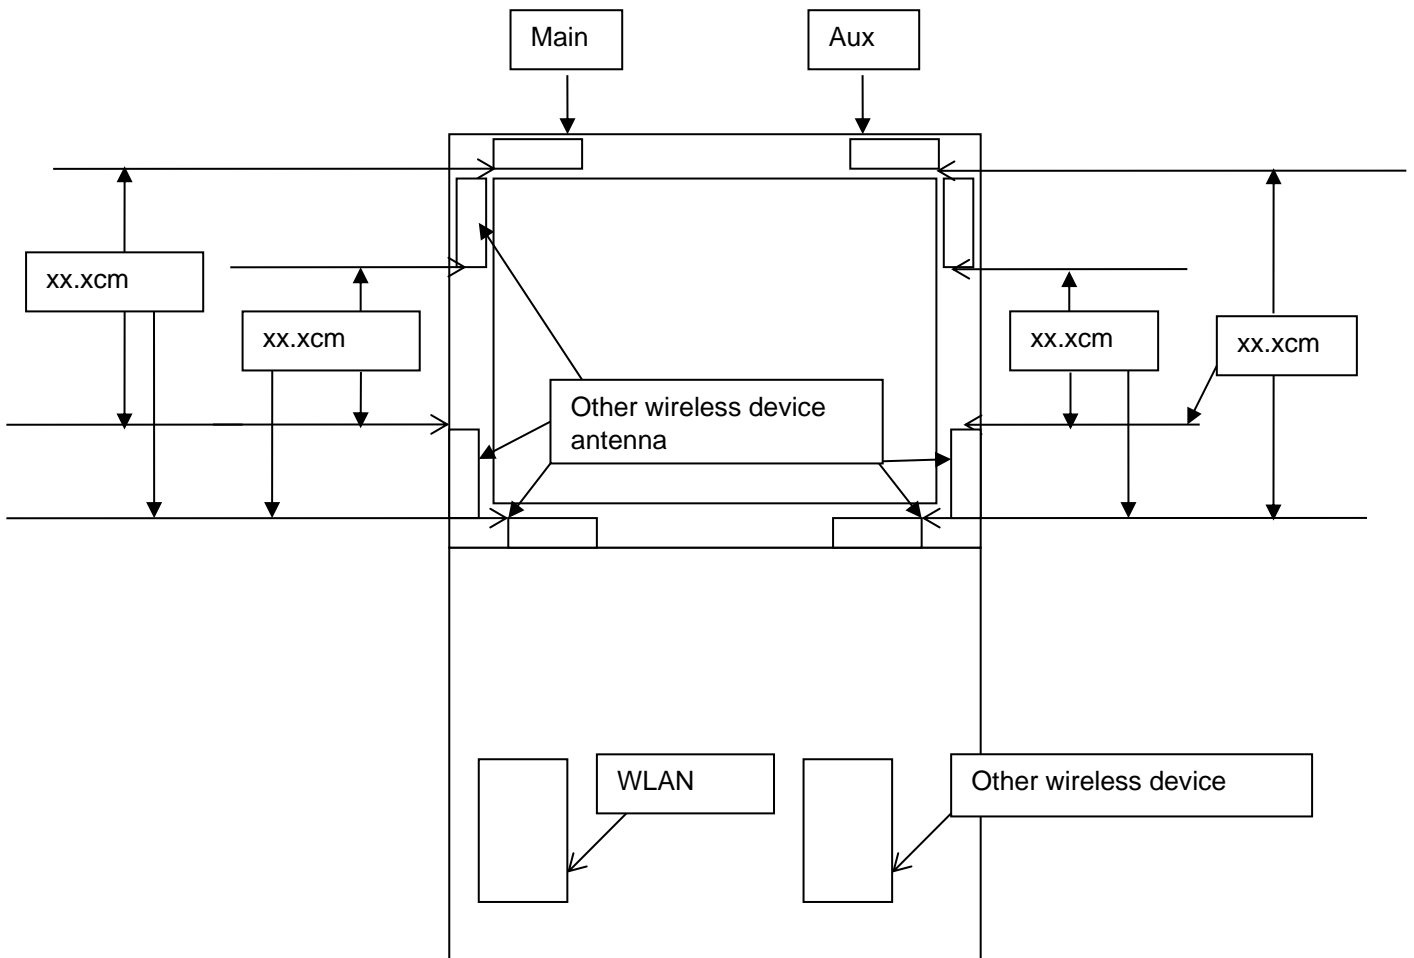 Main
Aux
xx.xcm
xx.xcm
xx.xcm
xx.xcm
Other wireless device
antenna
WLAN
Other wireless device